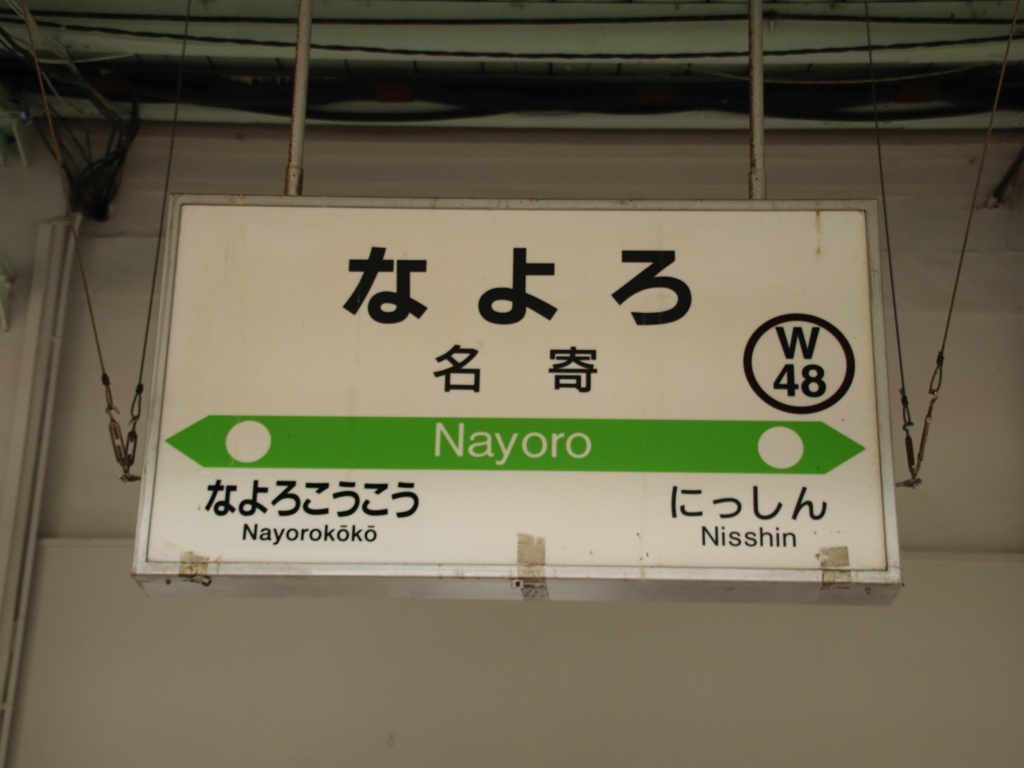 なよろ
名寄
W
48
Nayoro
なよろこうこう
Nayorokōkō
にっしん
Nisshin